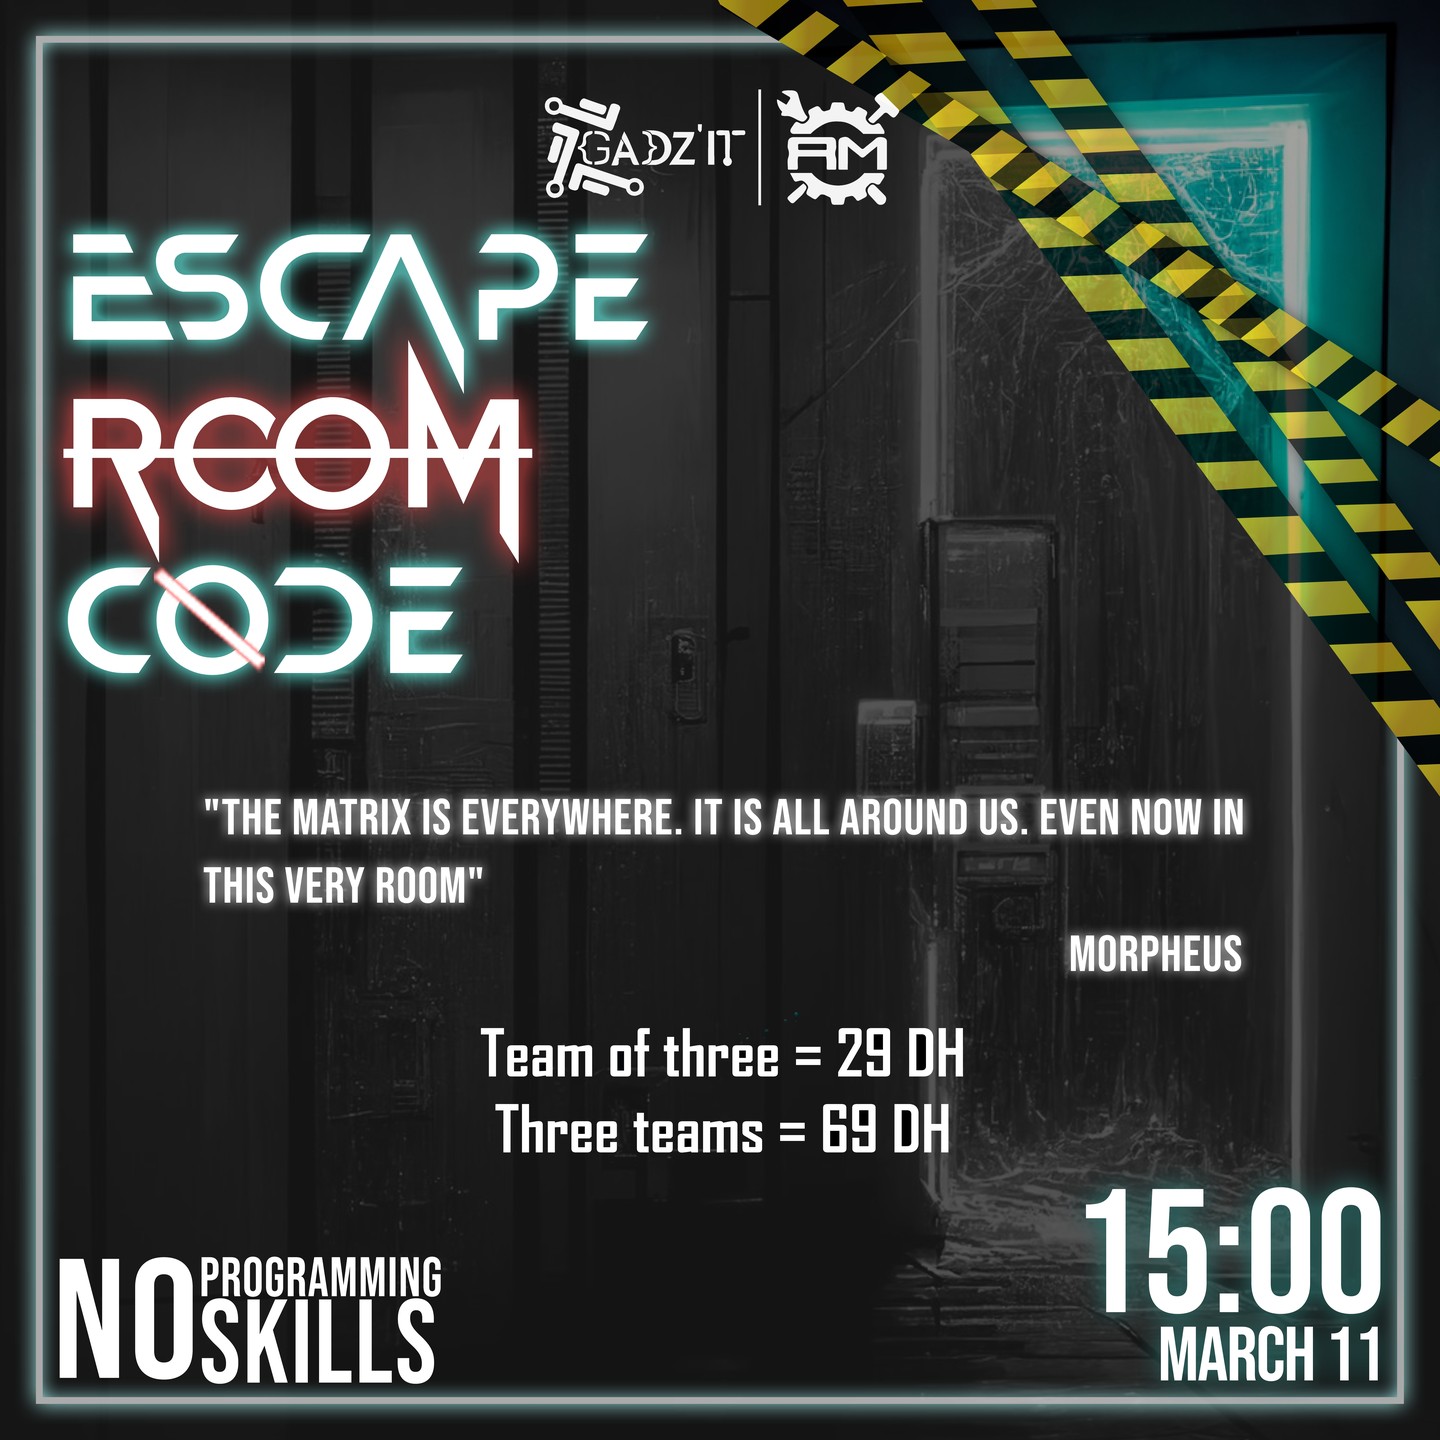 GADZ'IT
AM
ESCAPE
ROOM
CODE
"THE MATRIX IS EVERYWHERE. IT IS ALL AROUND US. EVEN NOW IN
THIS VERY ROOM"
MORPHEUS
Team of three = 29 DH
Three teams = 69 DH
NO PROGRAMMING
SKILLS
15:00
MARCH 11